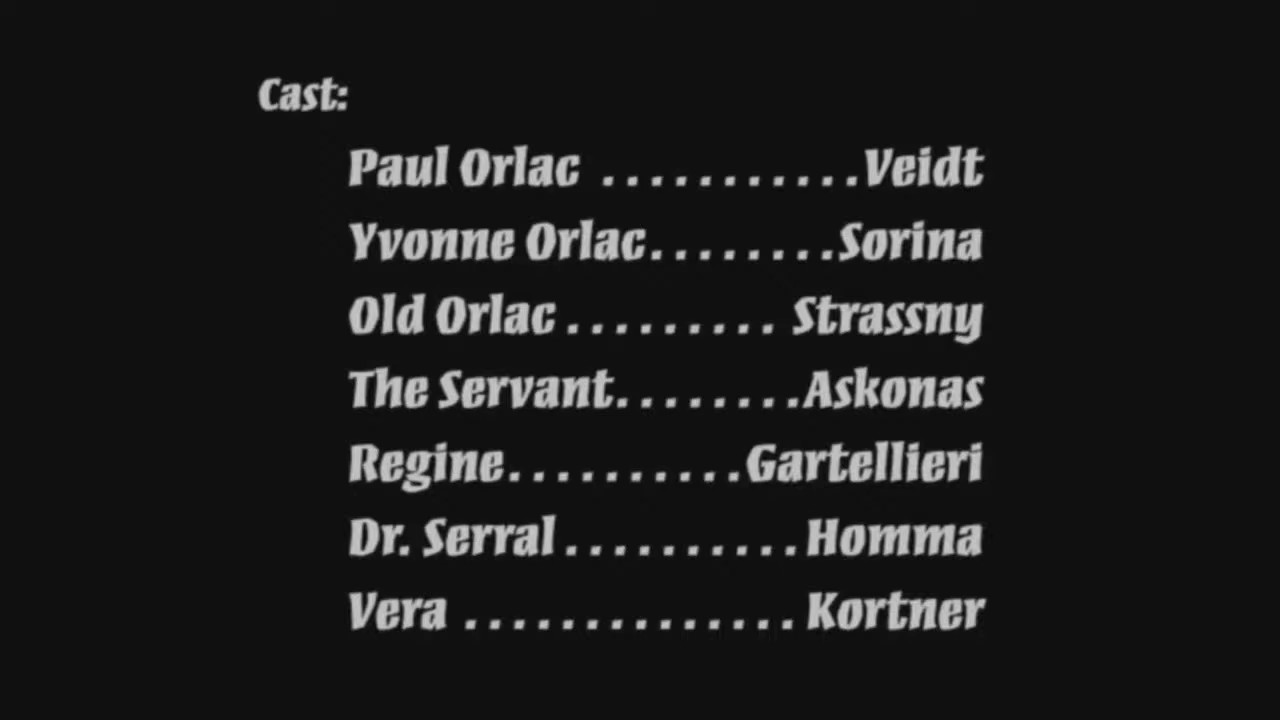 Cast:
Paul Orlac ...........Veidt
Yvonne Orlac........Sorina
Old Orlac ......... Strassny
The Servant........Askonas
Regine..........Gartellieri
Dr. Serral ..........Homma
Vera .............. Kortner